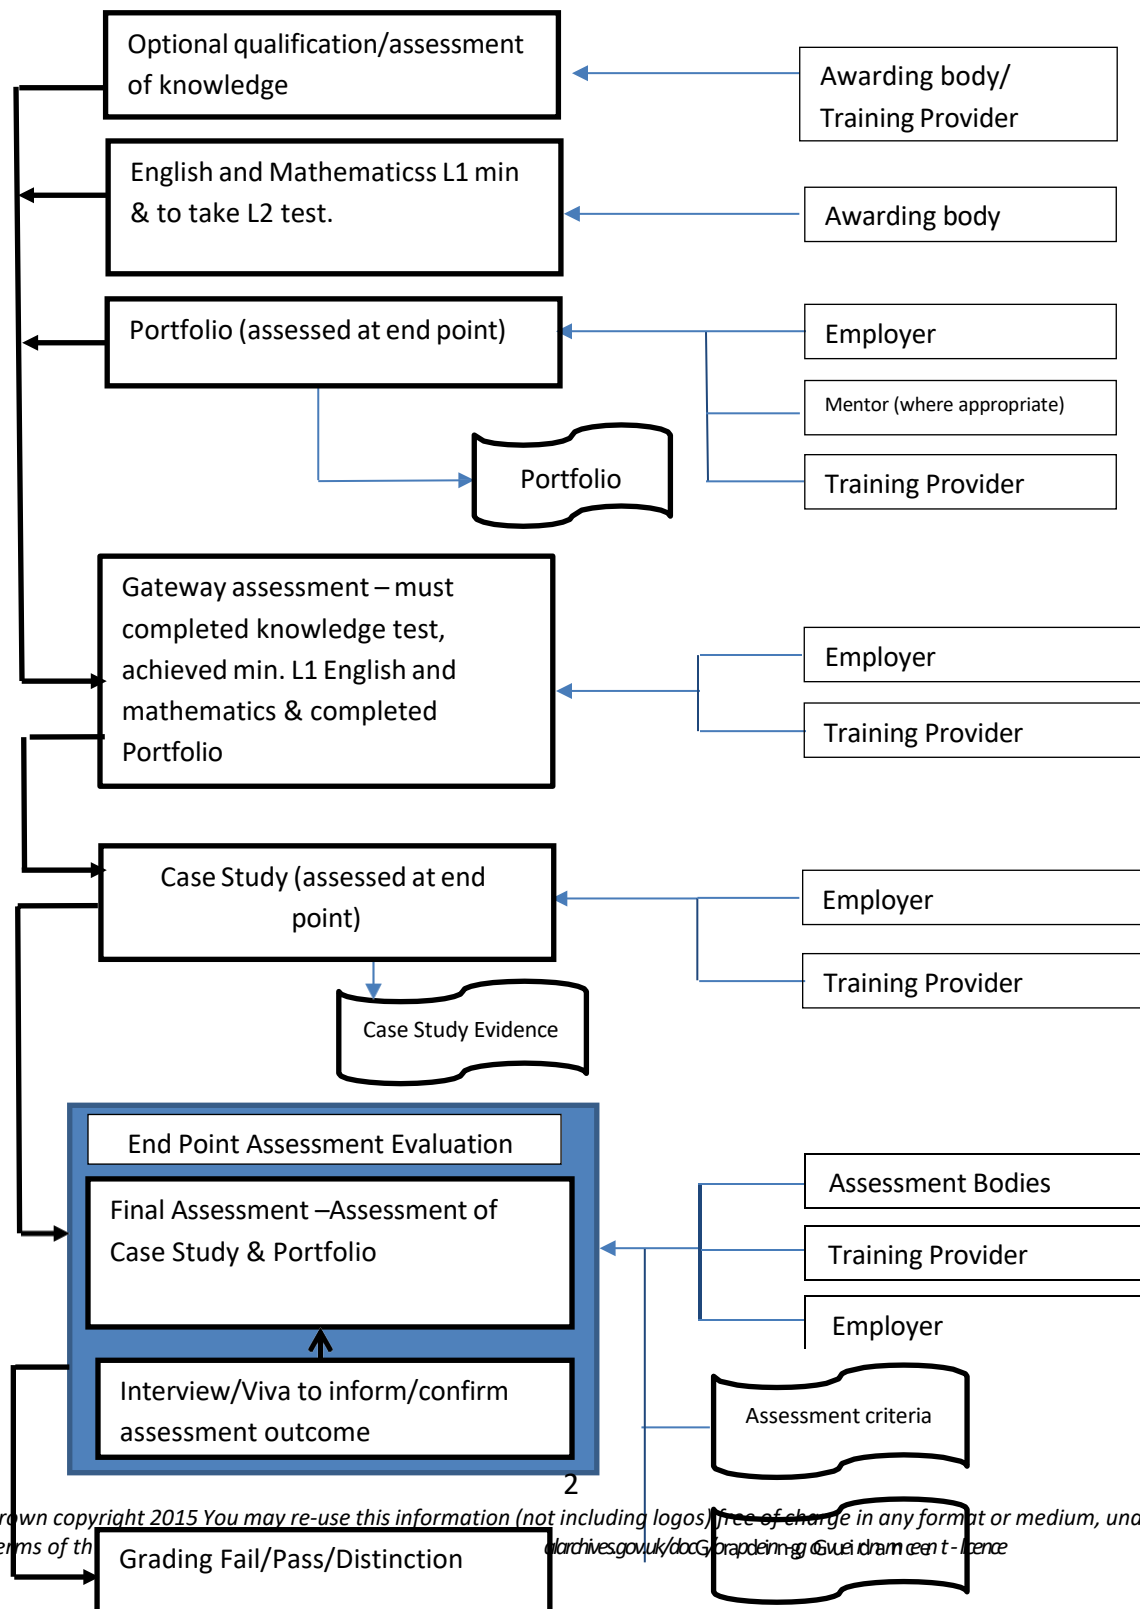 Optional qualification/assessment
of knowledge
Awarding body/
Training Provider
English and Mathematicss L1 min
& to take L2 test.
Awarding body
Portfolio (assessed at end point)
Employer
Mentor (where appropriate)
Training Provider
Portfolio
Gateway assessment – must
completed knowledge test,
achieved min. L1 English and
mathematics & completed
Portfolio
Employer
Training Provider
Case Study (assessed at end
point)
Employer
Training Provider
Case Study Evidence
End Point Assessment Evaluation
Final Assessment –Assessment of
Case Study & Portfolio
Assessment Bodies
Training Provider
Employer
Interview/Viva to inform/confirm
assessment outcome
Assessment criteria
2
rown copyright 2015 You may re-use this information (not including logos) free of charge in any format or medium, und
erms of th
Grading Fail/Pass/Distinction
Grading Guidance